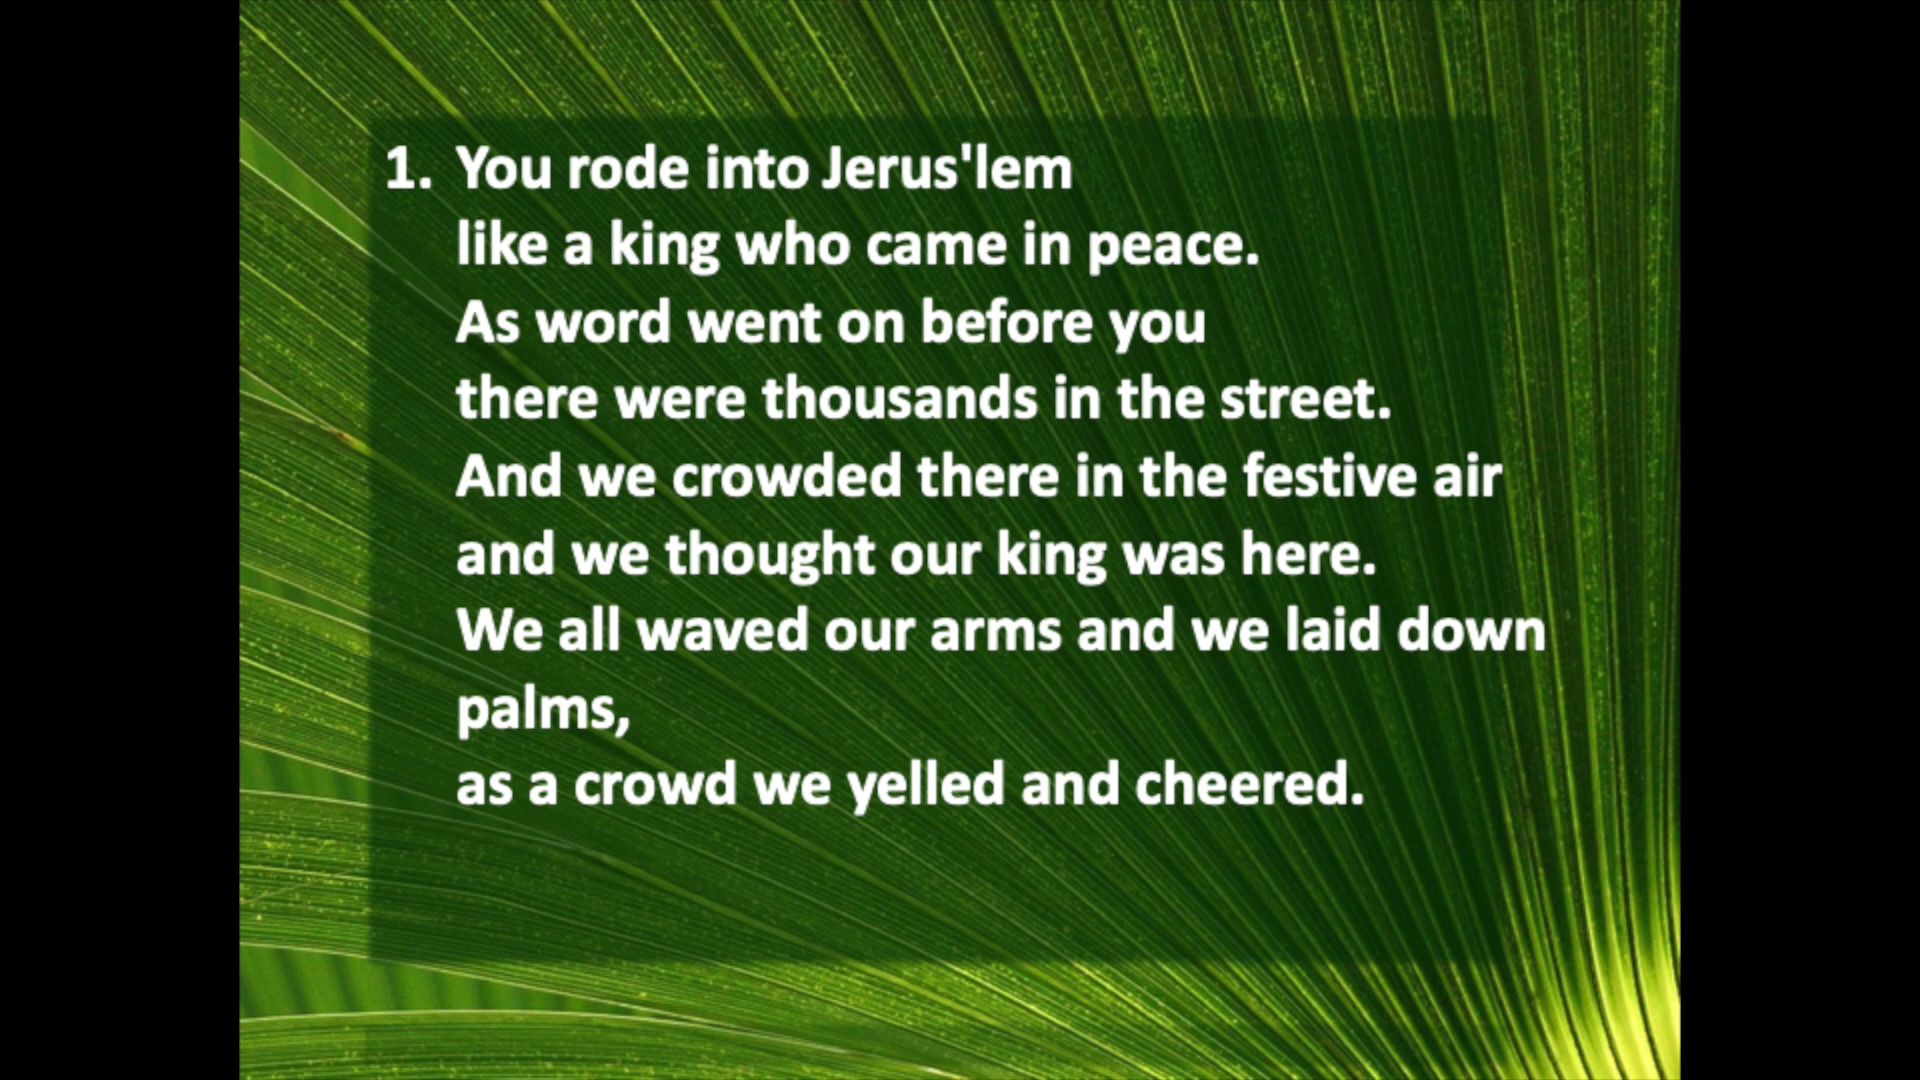 1. You rode into Jerus'lem
like a king who came in peace.
As word went on before you
there were thousands in the street.
And we crowded there in the festive air
and we thought our king was here.
We all waved our arms and we laid down
palms,
as a crowd we yelled and cheered.